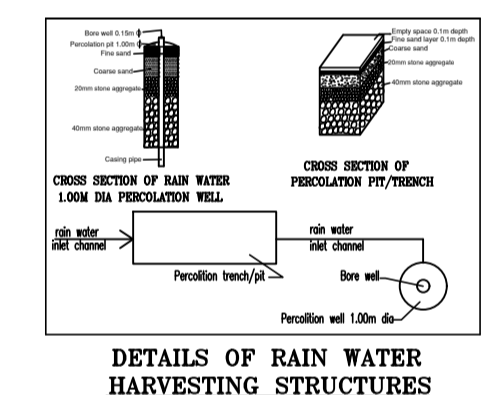 Bore well 0.15m ϕ
Percolation pit 1.00m ϕ
Fine sand
Coarse sand
20mm stone aggregate
40mm stone aggregate
Casing pipe
CROSS SECTION OF RAIN WATER
1.00M DIA PERCOLATION WELL
Empty space 0.1m depth
Fine sand layer 0.1m depth
Coarse sand
20mm stone aggregate
40mm stone aggregate
CROSS SECTION OF
PERCOLATION PIT/TRENCH
rain water
inlet channel
Percolition trench/pit
rain water
inlet channel
Bore well
Percolition well 1.00m dia
DETAILS OF RAIN WATER
HARVESTING STRUCTURES